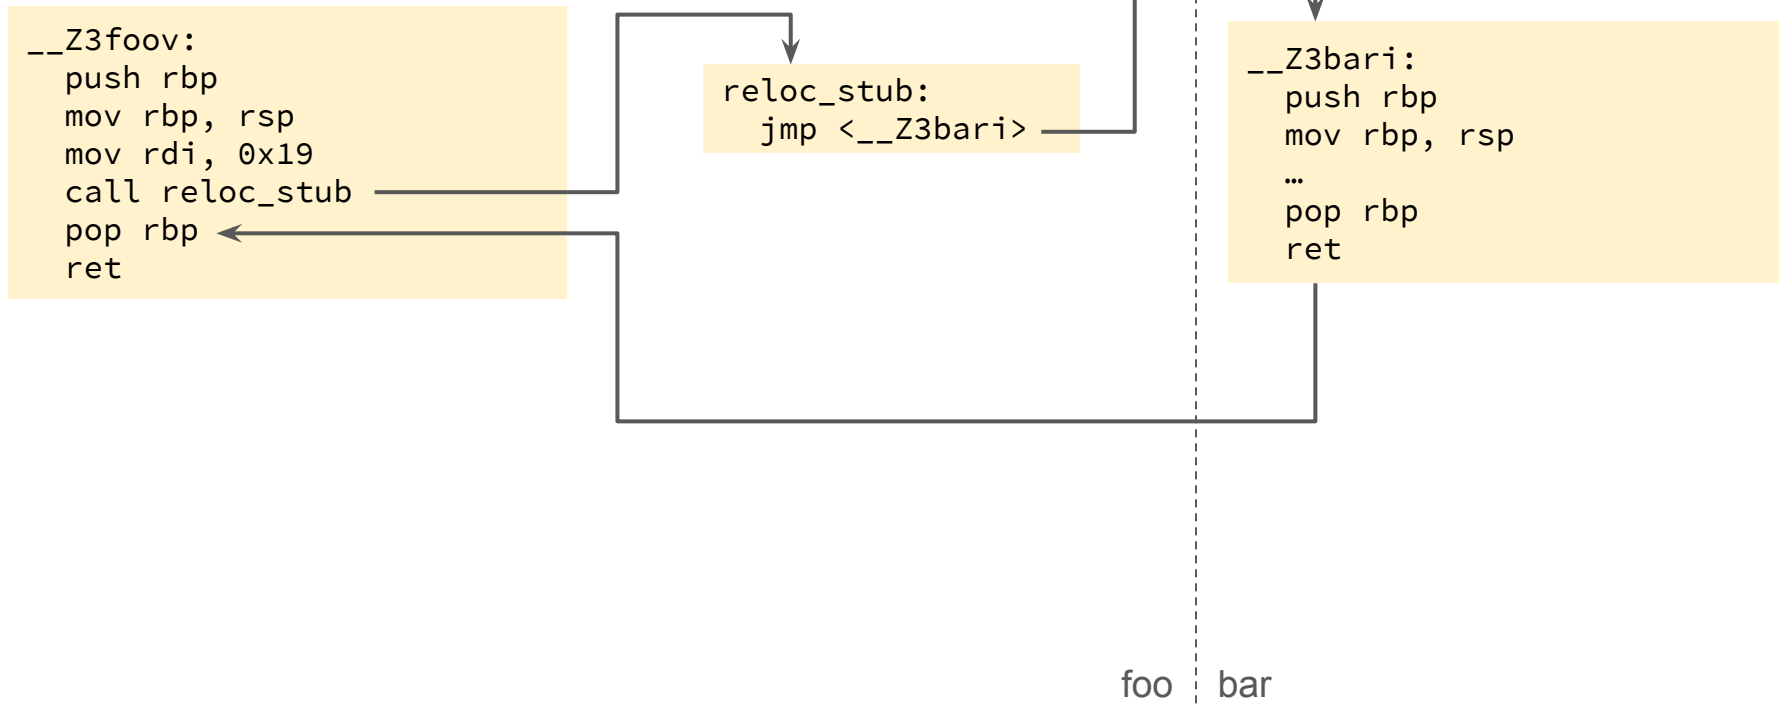 __Z3foov:
push rbp
mov rbp, rsp
mov rdi, 0x19
call reloc_stub
pop rbp
ret
reloc_stub:
jmp <__Z3bari>
__Z3bari:
push rbp
mov rbp, rsp
…
pop rbp
ret
foo
bar